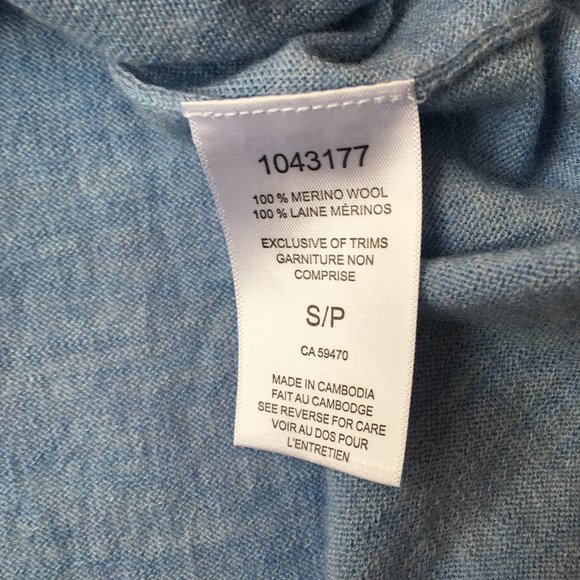 1043177
100 % MERINO WOOL
100 % LAINE MÉRINOS
EXCLUSIVE OF TRIMS
GARNITURE NON
COMPRISE
S/P
CA 59470
MADE IN CAMBODIA
FAIT AU CAMBODGE
SEE REVERSE FOR CARE
VOIR AU DOS POUR
L'ENTRETIEN